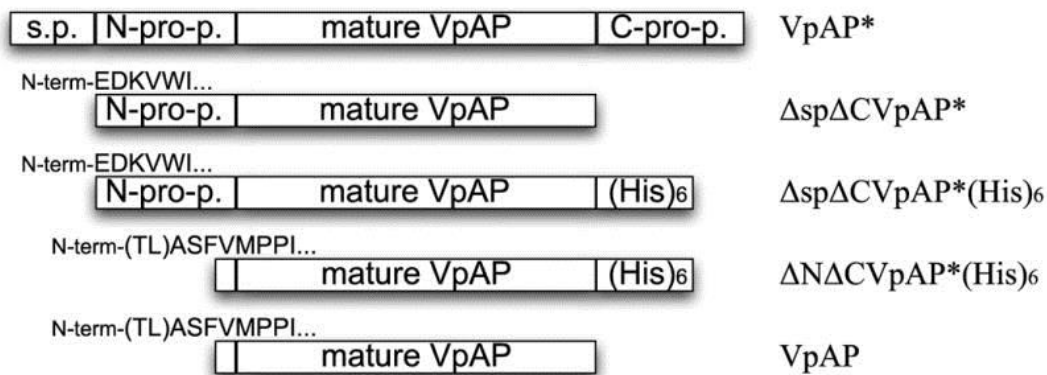 s.p. N-pro-p. mature VpAP C-pro-p. VpAP*
N-term-EDKVWI...
N-pro-p. mature VpAP ΔspΔCVpAP*
N-term-EDKVWI...
N-pro-p. mature VpAP (His)6 ΔspΔCVpAP*(His)6
N-term-(TL)ASFVMPPI...
mature VpAP (His)6 ΔNΔCVpAP*(His)6
N-term-(TL)ASFVMPPI...
mature VpAP VpAP